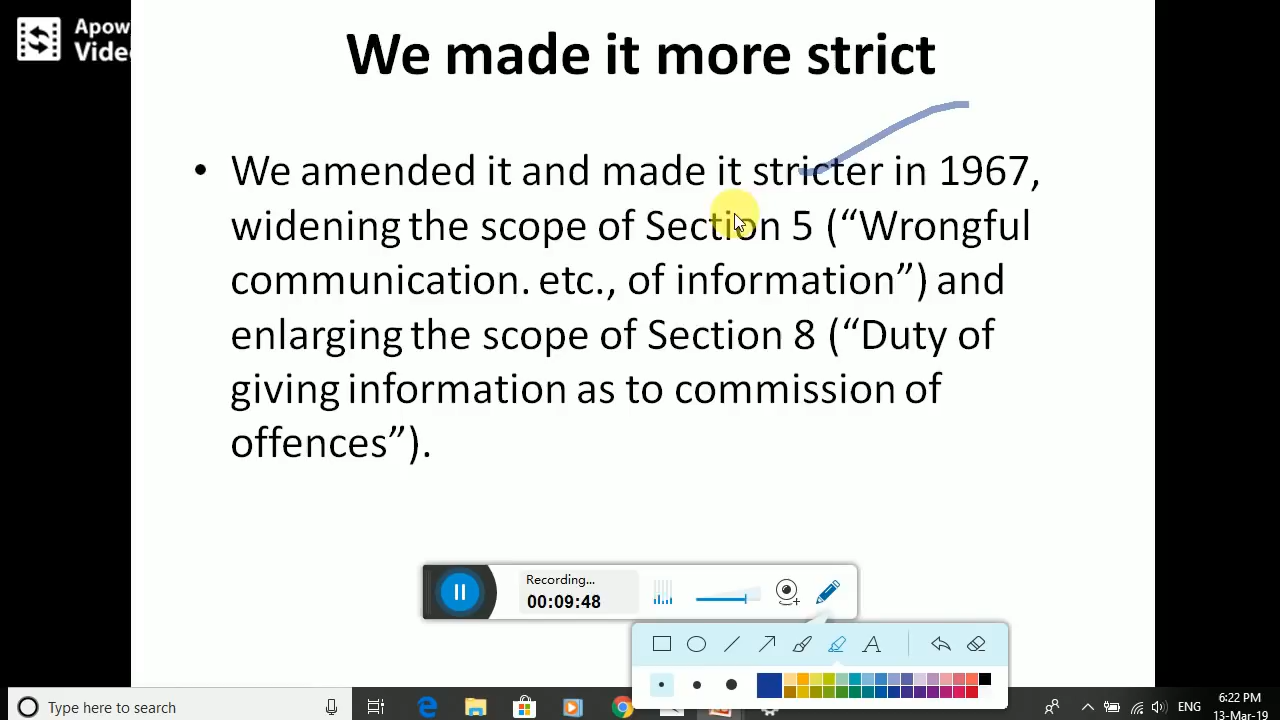 Apow
Video
We made it more strict
• We amended it and made it stricter in 1967,
widening the scope of Section 5 (“Wrongful
communication. etc., of information”) and
enlarging the scope of Section 8 (“Duty of
giving information as to commission of
offences”).
Recording...
00:09:48
A
Type here to search
ENG
6:22 PM
13-Mar-19